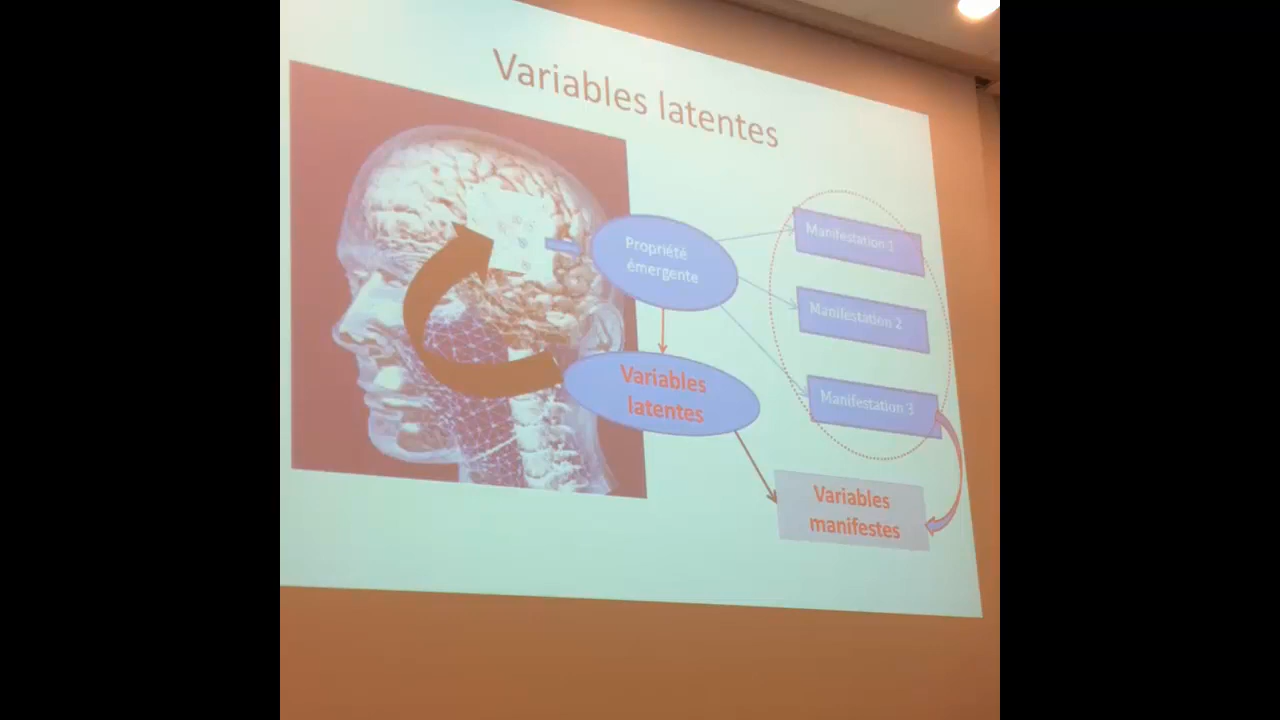 Variables latentes
Propriété
émergente
Manifestation 1
Manifestation 2
Manifestation 3
Variables
latentes
Variables
manifestes